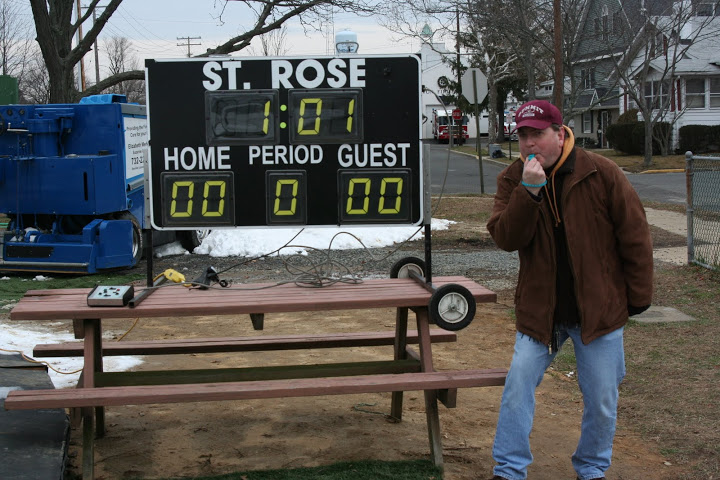 ST. ROSE
1:01
HOME PERIOD GUEST
00 0 00